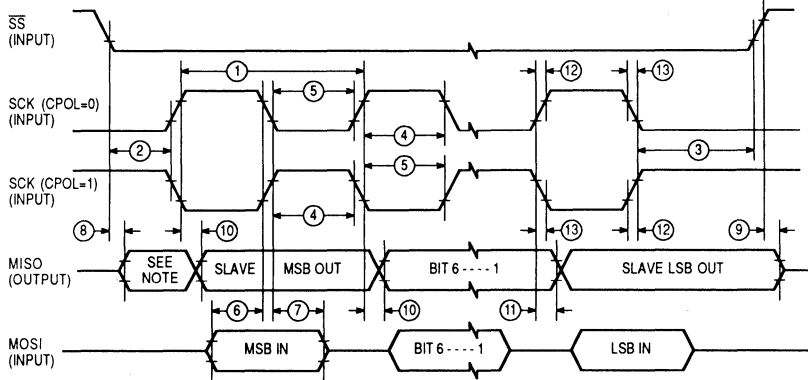 SS
(INPUT)
12
13
1
5
SCK (CPOL=0)
(INPUT)
4
2
3
5
SCK (CPOL=1)
(INPUT)
4
8
10
13
12
9
MISO
(OUTPUT)
SEE
NOTE
SLAVE
MSB OUT
BIT 6 - - - - 1
SLAVE LSB OUT
6
7
10
11
MOSI
(INPUT)
MSB IN
BIT 6 - - - - 1
LSB IN